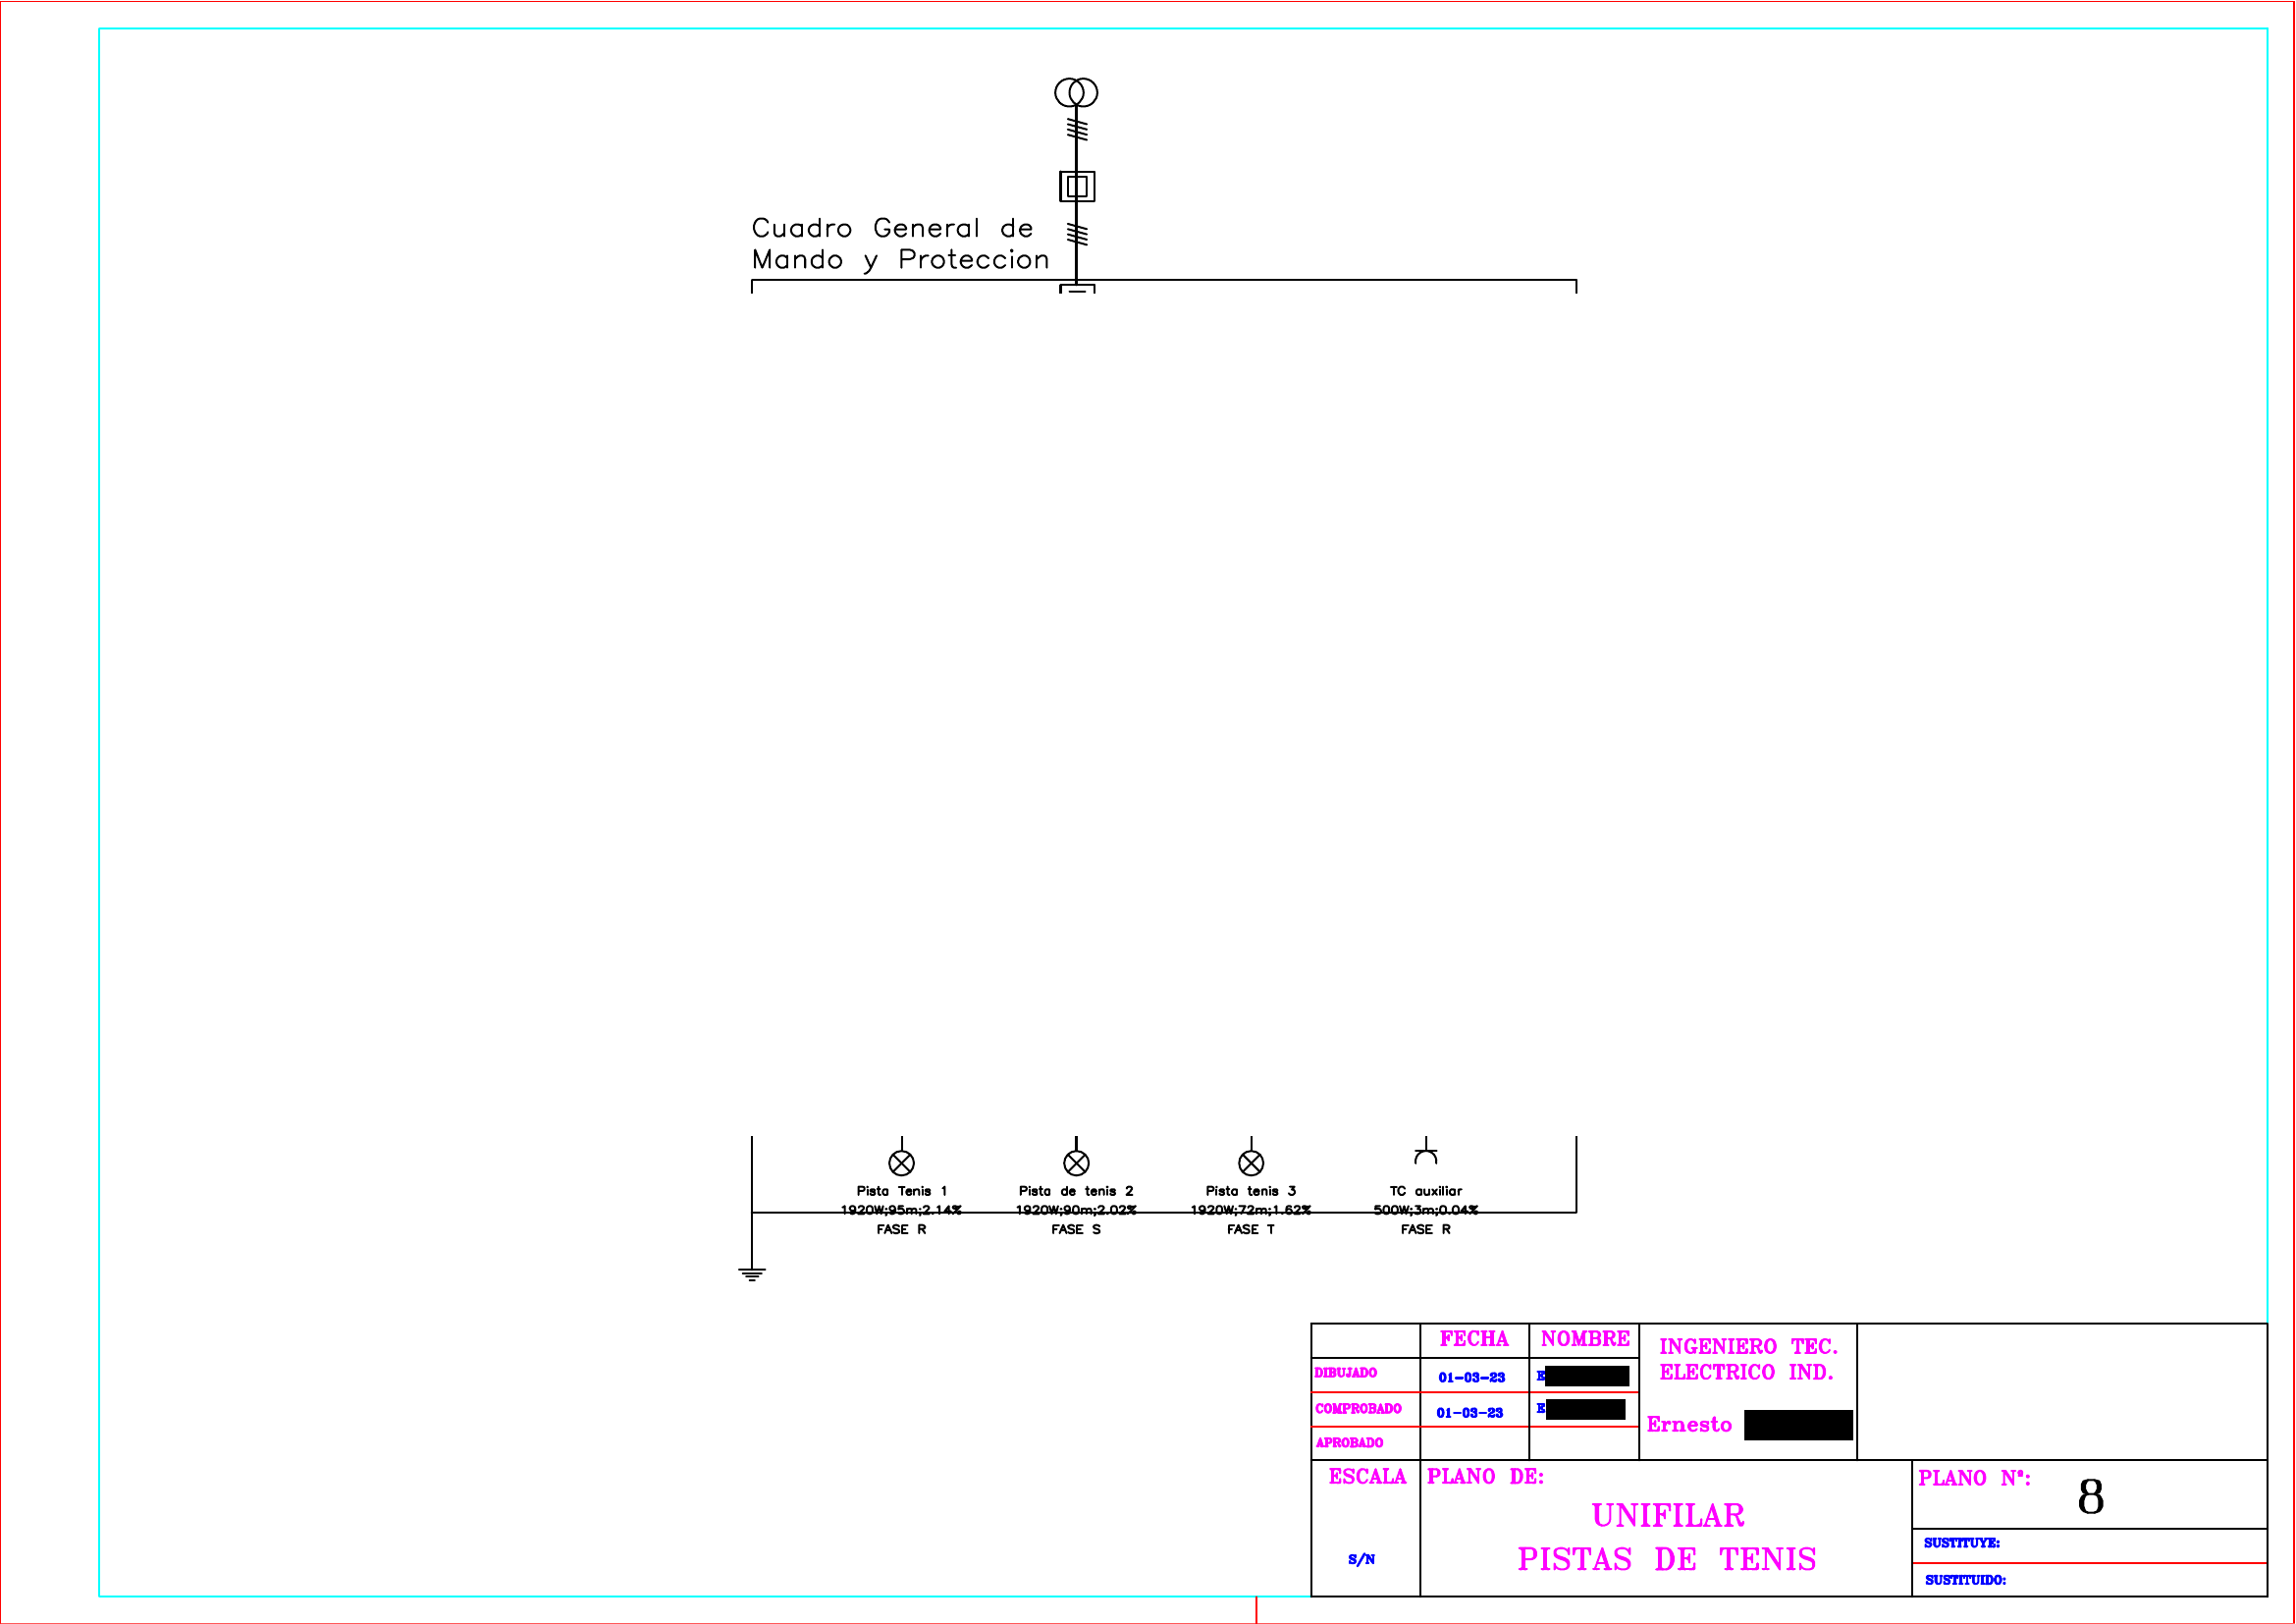 Cuadro General de
Mando y Proteccion
Pista Tenis 1
1920W;95m;2.14%
FASE R
Pista de tenis 2
1920W;90m;2.02%
FASE S
Pista tenis 3
1920W;72m;1.62%
FASE T
TC auxiliar
500W;3m;0.04%
FASE R
FECHA NOMBRE
DIBUJADO 01-03-23 E
COMPROBADO 01-03-23 E
APROBADO
INGENIERO TEC.
ELECTRICO IND.
Ernesto
ESCALA
S/N
PLANO DE:
UNIFILAR
PISTAS DE TENIS
PLANO Nº: 8
SUSTITUYE:
SUSTITUIDO: